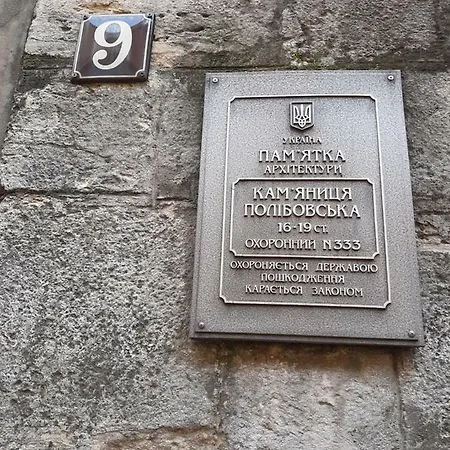 9
УКРАЇНА
ПАМ'ЯТКА
АРХІТЕКТУРИ
КАМ'ЯНИЦЯ
ПОЛІБОВСЬКА
16-19 СТ.
ОХОРОННИЙ N 333
ОХОРОНЯЄТЬСЯ ДЕРЖАВОЮ
ПОШКОДЖЕННЯ
КАРАЄТЬСЯ ЗАКОНОМ